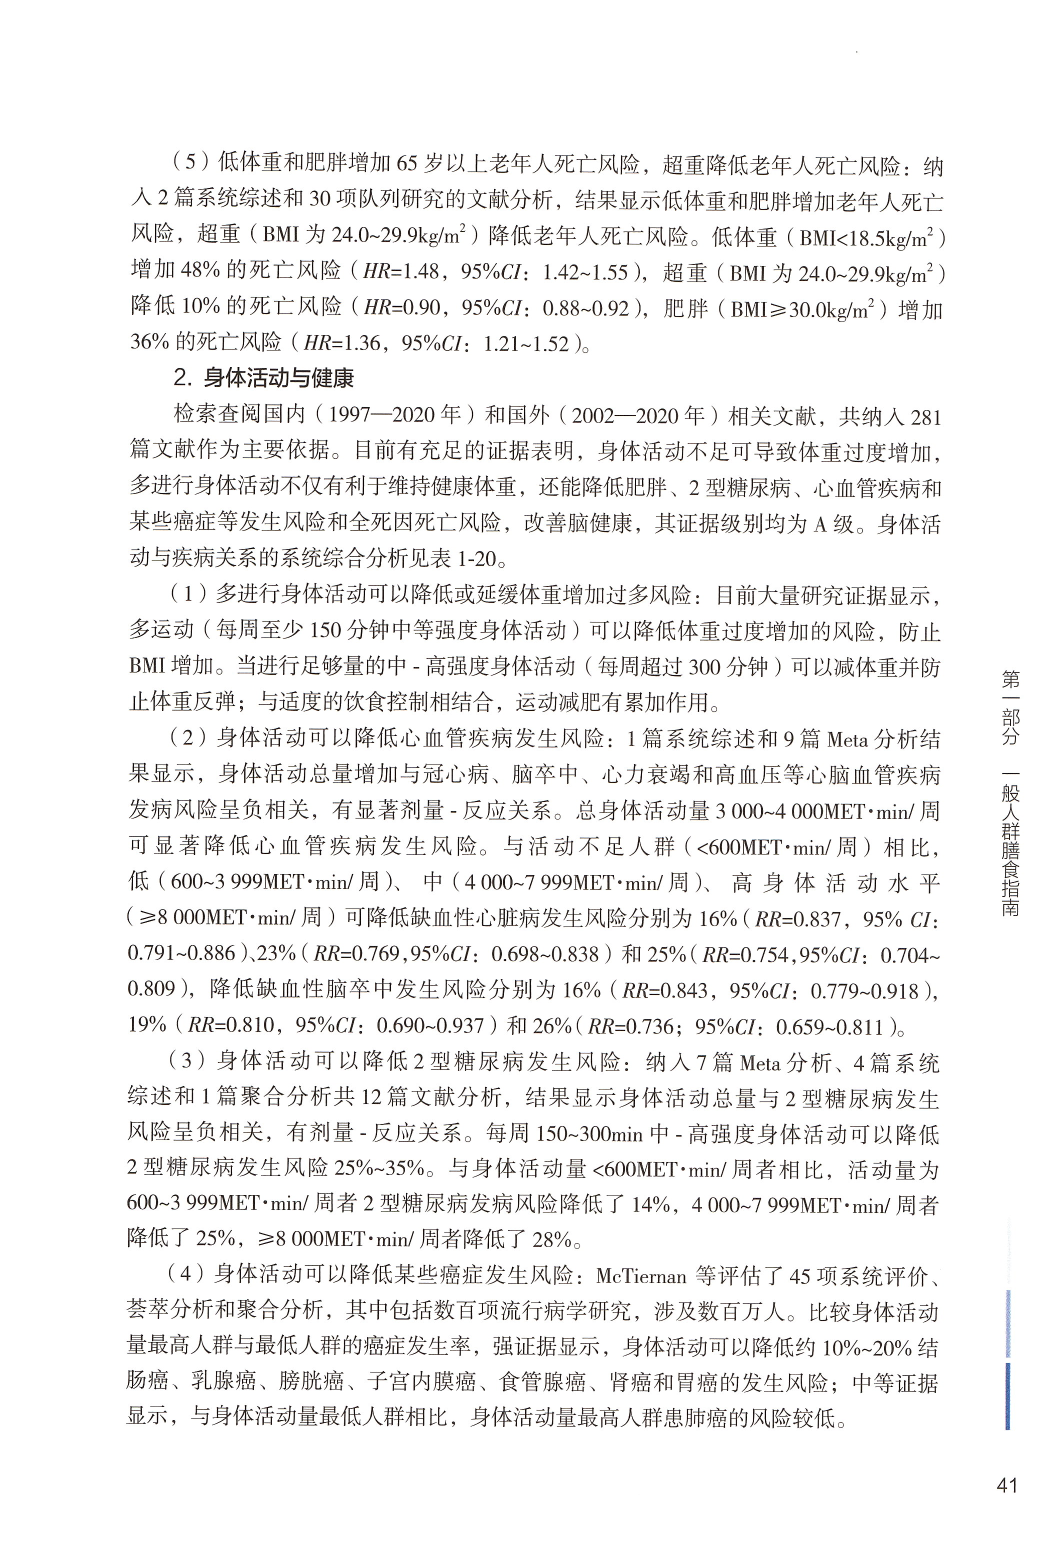 （5）低体重和肥胖增加 65 岁以上老年人死亡风险，超重降低老年人死亡风险：纳
入 2 篇系统综述和 30 项队列研究的文献分析，结果显示低体重和肥胖增加老年人死亡
风险，超重（BMI 为 24.0~29.9kg/m²）降低老年人死亡风险。低体重（BMI<18.5kg/m²）
增加 48% 的死亡风险（HR=1.48，95%CI：1.42~1.55），超重（BMI 为 24.0~29.9kg/m²）
降低 10% 的死亡风险（HR=0.90，95%CI：0.88~0.92），肥胖（BMI≥30.0kg/m²）增加
36% 的死亡风险（HR=1.36，95%CI：1.21~1.52）。
2. 身体活动与健康
检索查阅国内（1997—2020 年）和国外（2002—2020 年）相关文献，共纳入 281
篇文献作为主要依据。目前有充足的证据表明，身体活动不足可导致体重过度增加，
多进行身体活动不仅有利于维持健康体重，还能降低肥胖、2 型糖尿病、心血管疾病和
某些癌症等发生风险和全死因死亡风险，改善脑健康，其证据级别均为 A 级。身体活
动与疾病关系的系统综合分析见表 1-20。
（1）多进行身体活动可以降低或延缓体重增加过多风险：目前大量研究证据显示，
多运动（每周至少 150 分钟中等强度身体活动）可以降低体重过度增加的风险，防止
BMI 增加。当进行足够量的中 - 高强度身体活动（每周超过 300 分钟）可以减体重并防
止体重反弹；与适度的饮食控制相结合，运动减肥有累加作用。
（2）身体活动可以降低心血管疾病发生风险：1 篇系统综述和 9 篇 Meta 分析结
果显示，身体活动总量增加与冠心病、脑卒中、心力衰竭和高血压等心脑血管疾病
发病风险呈负相关，有显著剂量 - 反应关系。总身体活动量 3 000~4 000MET·min/ 周
可显著降低心血管疾病发生风险。与活动不足人群（<600MET·min/ 周）相比，
低（600~3 999MET·min/ 周）、中（4 000~7 999MET·min/ 周）、高身体活动水平
（≥8 000MET·min/ 周）可降低缺血性心脏病发生风险分别为 16%（RR=0.837，95% CI：
0.791~0.886）、23%（RR=0.769,95%CI：0.698~0.838）和 25%（RR=0.754,95%CI：0.704~
0.809），降低缺血性脑卒中发生风险分别为 16%（RR=0.843，95%CI：0.779~0.918），
19%（RR=0.810，95%CI：0.690~0.937）和 26%（RR=0.736；95%CI：0.659~0.811）。
（3）身体活动可以降低 2 型糖尿病发生风险：纳入 7 篇 Meta 分析、4 篇系统
综述和 1 篇聚合分析共 12 篇文献分析，结果显示身体活动总量与 2 型糖尿病发生
风险呈负相关，有剂量 - 反应关系。每周 150~300min 中 - 高强度身体活动可以降低
2 型糖尿病发生风险 25%~35%。与身体活动量 <600MET·min/ 周者相比，活动量为
600~3 999MET·min/ 周者 2 型糖尿病发病风险降低了 14%，4 000~7 999MET·min/ 周者
降低了 25%，≥8 000MET·min/ 周者降低了 28%。
（4）身体活动可以降低某些癌症发生风险：McTiernan 等评估了 45 项系统评价、
荟萃分析和聚合分析，其中包括数百项流行病学研究，涉及数百万人。比较身体活动
量最高人群与最低人群的癌症发生率，强证据显示，身体活动可以降低约 10%~20% 结
肠癌、乳腺癌、膀胱癌、子宫内膜癌、食管腺癌、肾癌和胃癌的发生风险；中等证据
显示，与身体活动量最低人群相比，身体活动量最高人群患肺癌的风险较低。
第一部分 一般人群膳食指南
41